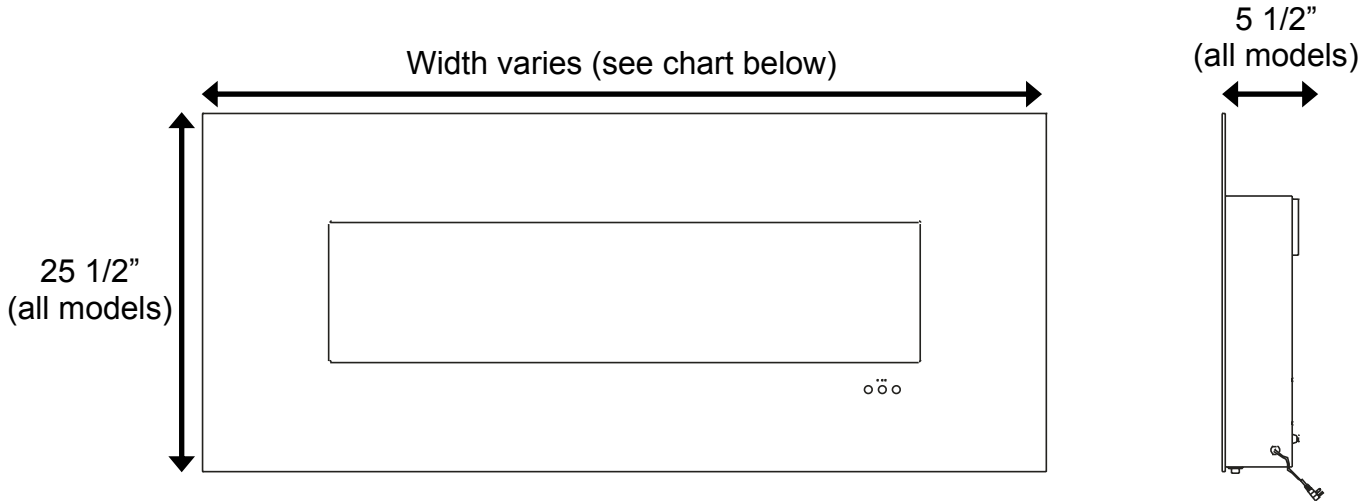 5 1/2”
(all models)
Width varies (see chart below)
25 1/2”
(all models)